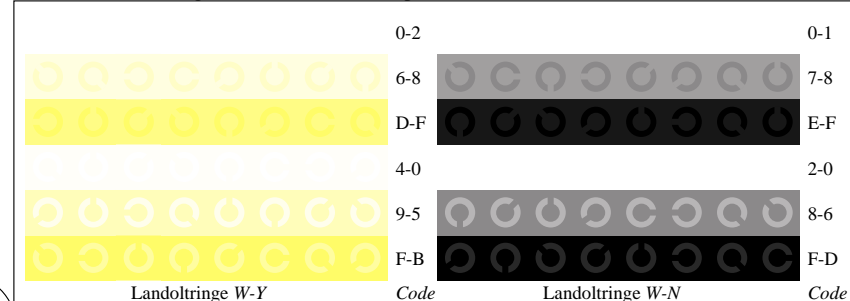 0-2 0-1
6-8 7-8
D-F E-F
4-0 2-0
9-5 8-6
F-B F-D
Landoltringe W-Y Code Landoltringe W-N Code